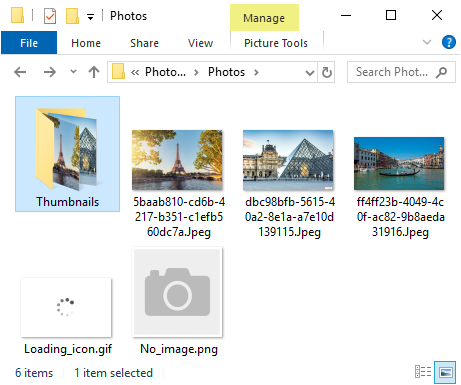 Photos
Manage
File
Home
Share
View
Picture Tools
Photo...
Photos
Search Phot...
Thumbnails
5baab810-cd6b-4
217-b351-c1efb5
60dc7a.Jpeg
dbc98bfb-5615-4
0a2-8e1a-a7e10d
139115.Jpeg
ff4ff23b-4049-4c
0f-ac82-9b8aeda
31916.Jpeg
Loading_icon.gif
No_image.png
6 items
1 item selected